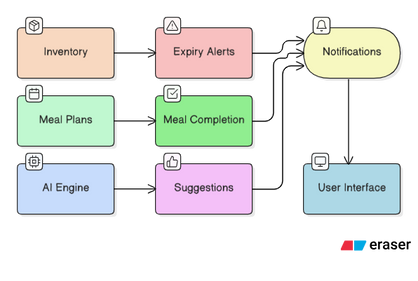 Inventory
Expiry Alerts
Notifications
Meal Plans
Meal Completion
AI Engine
Suggestions
User Interface
eraser